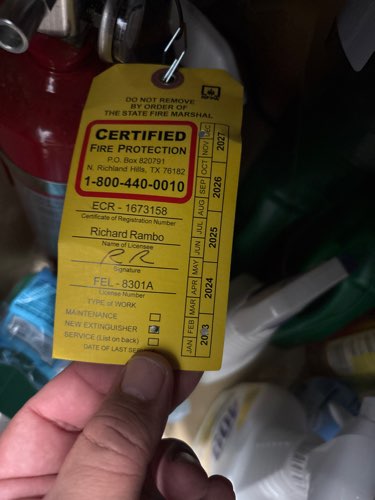 DO NOT REMOVE
BY ORDER OF
THE STATE FIRE MARSHAL
CERTIFIED
FIRE PROTECTION
P.O. Box 820791
N. Richland Hills, TX 76182
1-800-440-0010
ECR - 1673158
Certificate of Registration Number
Richard Rambo
Name of Licensee
RR
Signature
FEL - 8301A
License Number
TYPE of WORK
MAINTENANCE
NEW EXTINGUISHER
SERVICE (List on back)
DATE OF LAST
JAN FEB MAR APR MAY JUN JUL AUG SEP OCT NOV DEC
2023 2024 2025 2026 2027